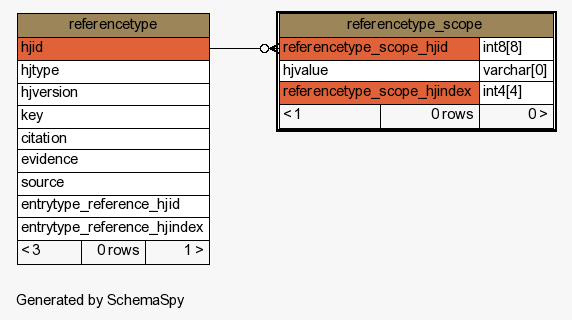 referencetype
hjid
hjtype
hjversion
key
citation
evidence
source
entrytype_reference_hjid
entrytype_reference_hjindex
< 3 0 rows 1 >
referencetype_scope
referencetype_scope_hjid int8[8]
hjvalue varchar[0]
referencetype_scope_hjindex int4[4]
< 1 0 rows 0 >
Generated by SchemaSpy